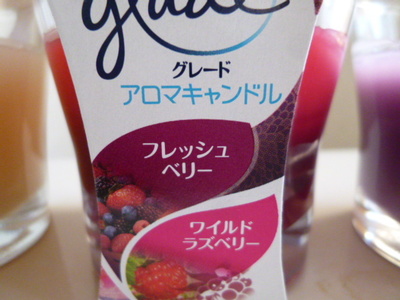 glade
グレード
アロマキャンドル
フレッシュ
ベリー
ワイルド
ラズベリー